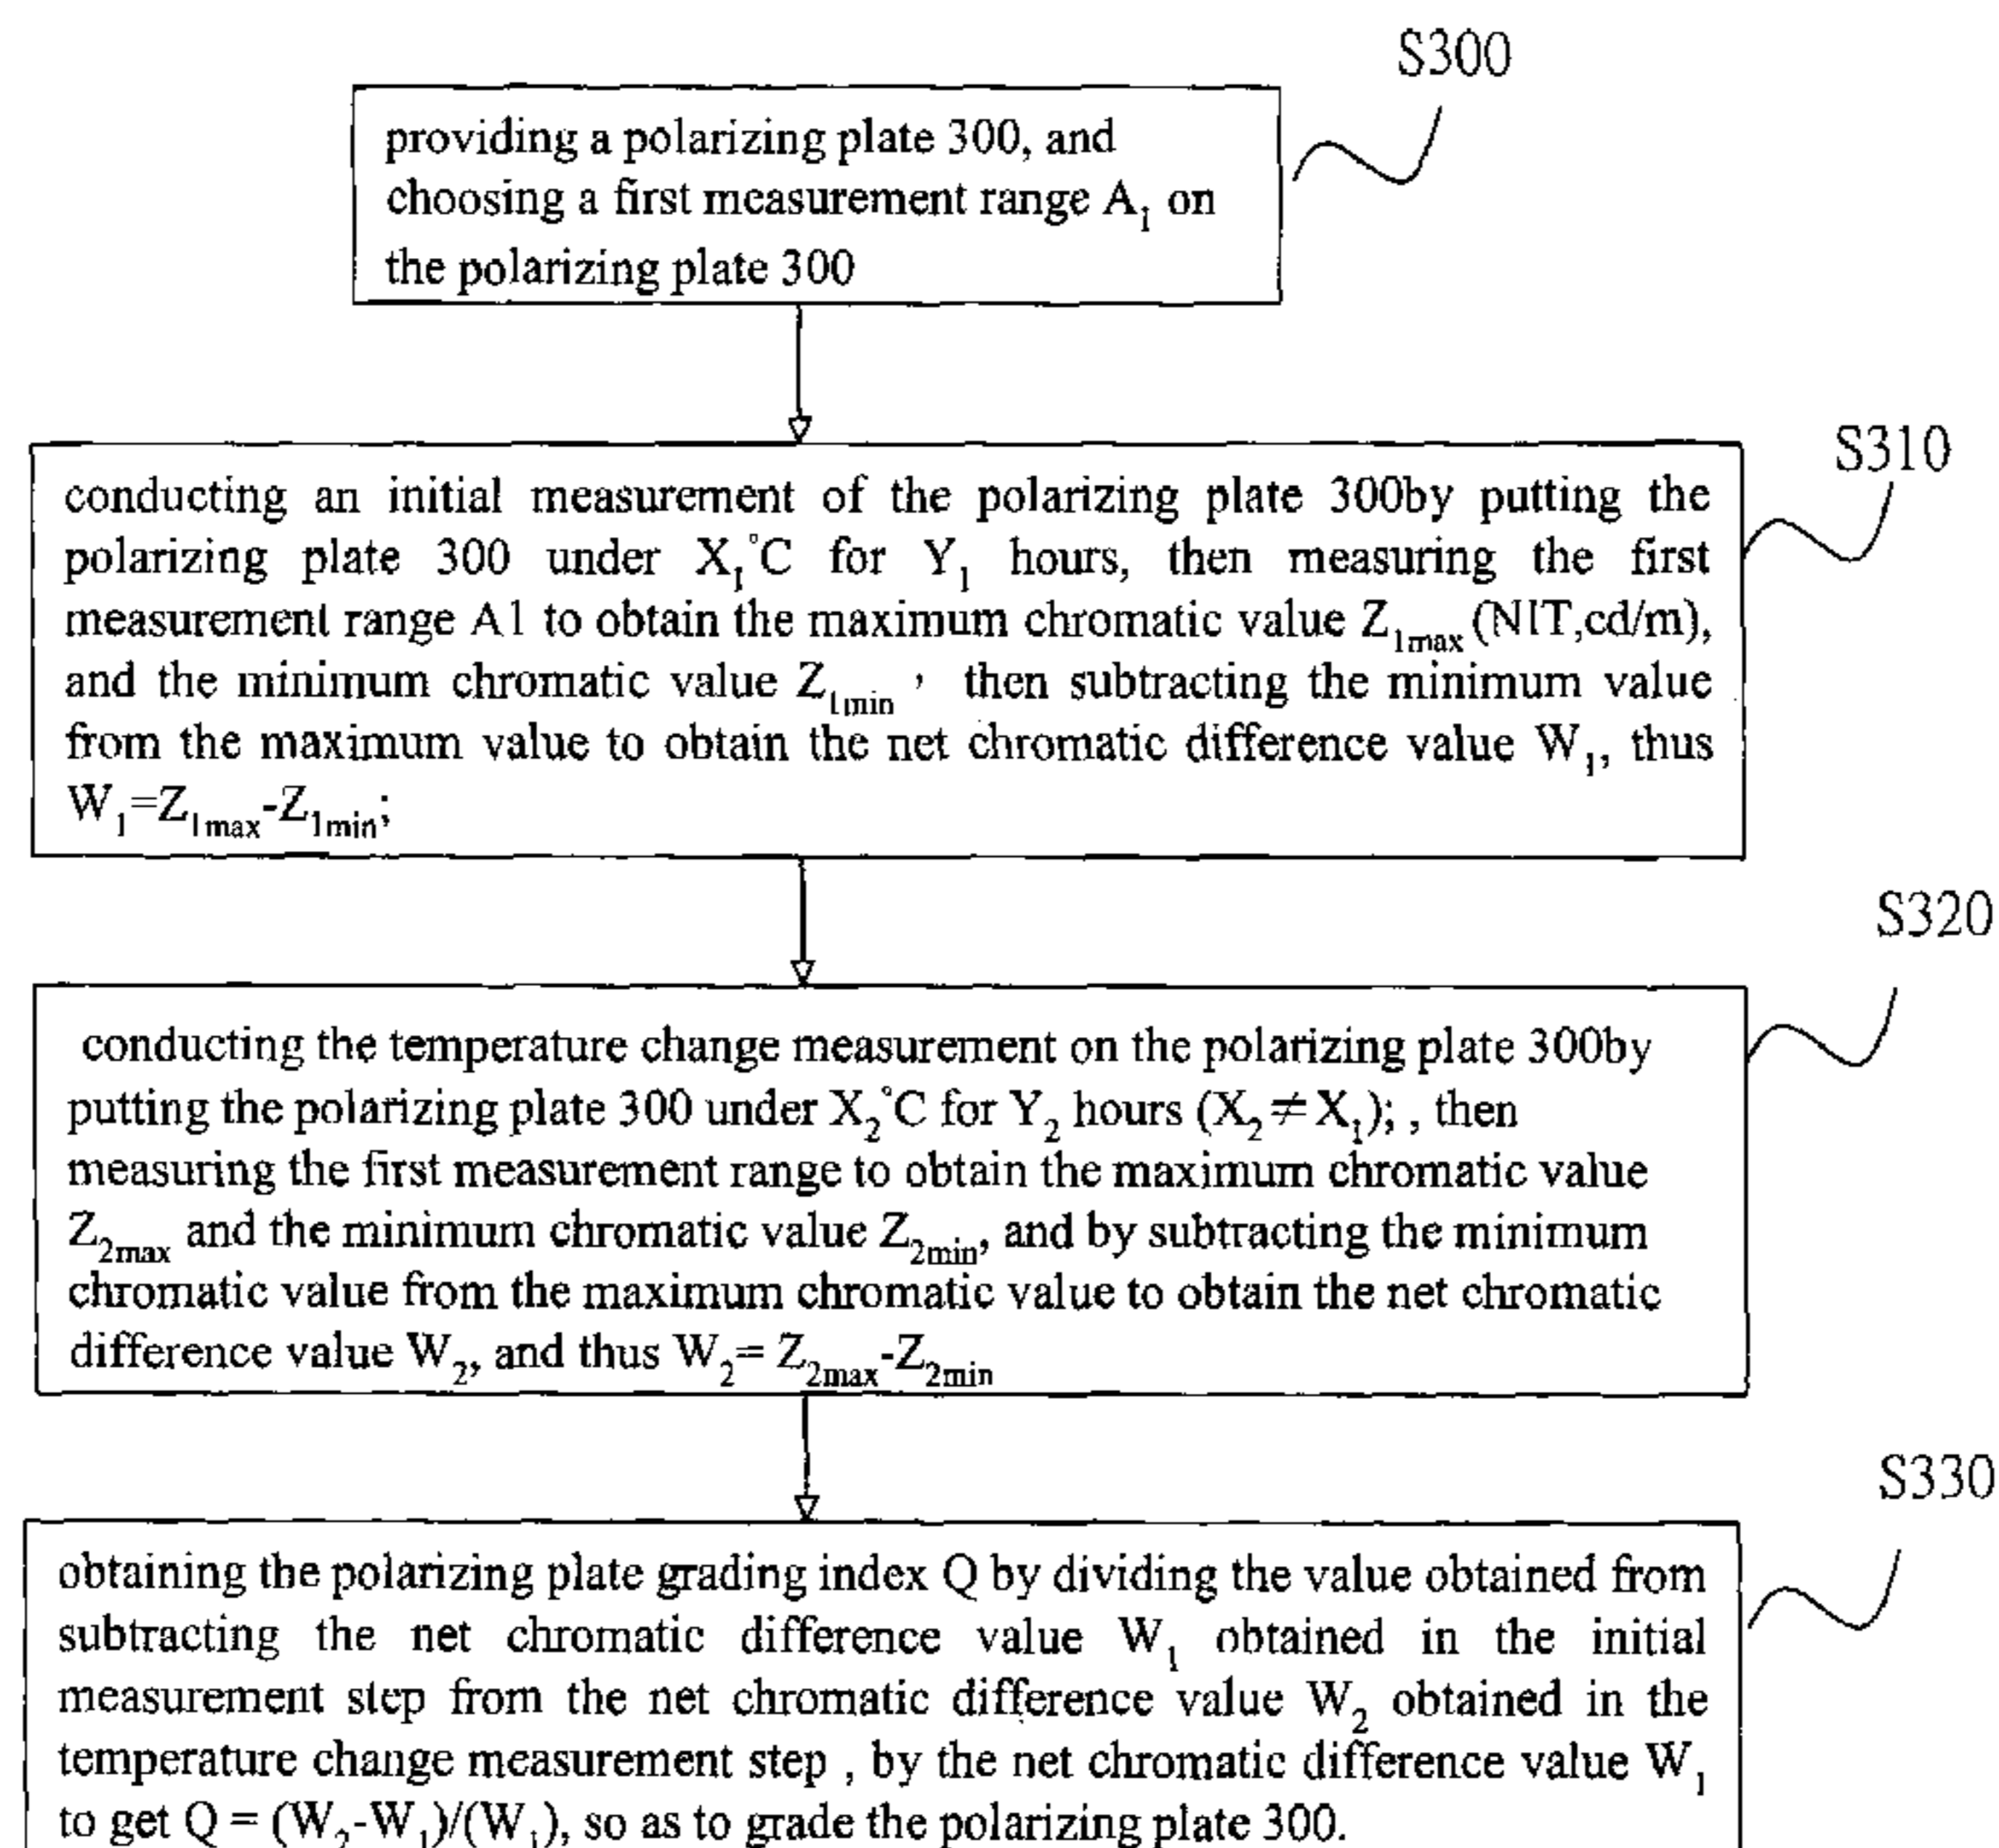 S300
providing a polarizing plate 300, and
choosing a first measurement range A₁ on
the polarizing plate 300
S310
conducting an initial measurement of the polarizing plate 300by putting the
polarizing plate 300 under X₁°C for Y₁ hours, then measuring the first
measurement range A1 to obtain the maximum chromatic value Z₁max (NIT,cd/m),
and the minimum chromatic value Z₁min , then subtracting the minimum value
from the maximum value to obtain the net chromatic difference value W₁, thus
W₁=Z₁max-Z₁min;
S320
conducting the temperature change measurement on the polarizing plate 300by
putting the polarizing plate 300 under X₂°C for Y₂ hours (X₂≠X₁); , then
measuring the first measurement range to obtain the maximum chromatic value
Z₂max and the minimum chromatic value Z₂min, and by subtracting the minimum
chromatic value from the maximum chromatic value to obtain the net chromatic
difference value W₂, and thus W₂= Z₂max-Z₂min
S330
obtaining the polarizing plate grading index Q by dividing the value obtained from
subtracting the net chromatic difference value W₁ obtained in the initial
measurement step from the net chromatic difference value W₂ obtained in the
temperature change measurement step , by the net chromatic difference value W₁
to get Q = (W₂-W₁)/(W₁), so as to grade the polarizing plate 300.